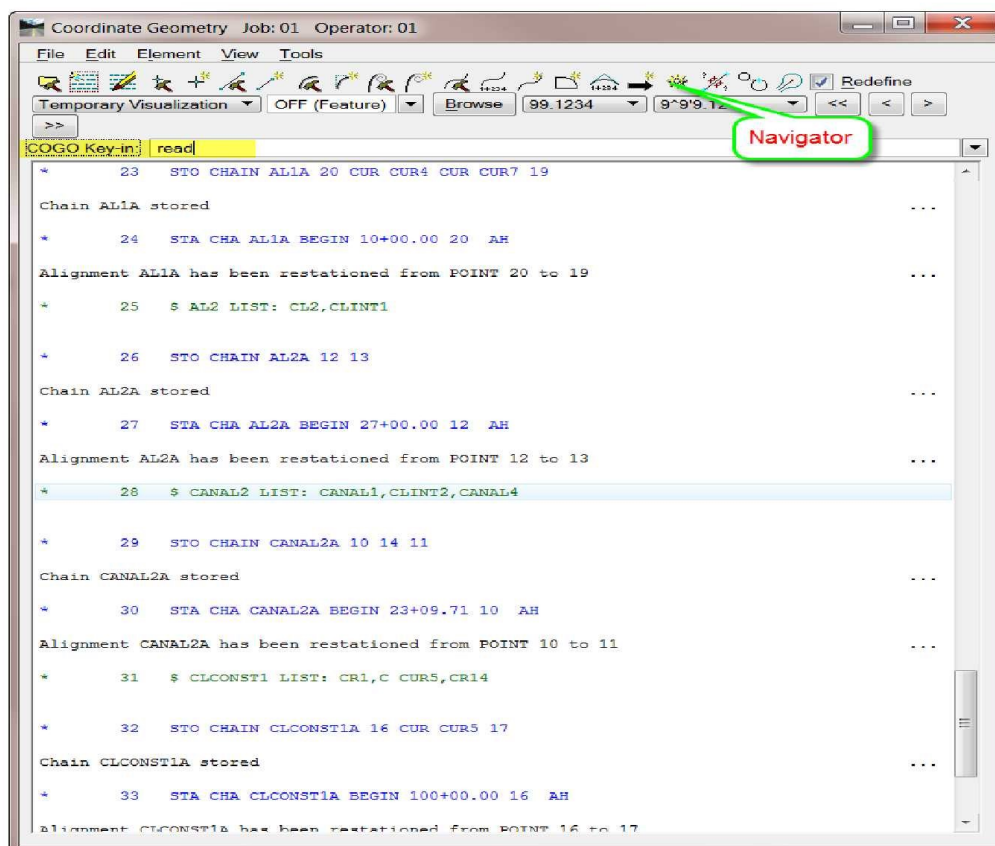 Coordinate Geometry Job: 01 Operator: 01
File Edit Element View Tools
Redefine
Temporary Visualization OFF (Feature) Browse 99.1234 9^9'9.12 << < >
>>
Navigator
COGO Key-in: read
* 23 STO CHAIN AL1A 20 CUR CUR4 CUR CUR7 19
Chain AL1A stored ...
* 24 STA CHA AL1A BEGIN 10+00.00 20 AH
Alignment AL1A has been restationed from POINT 20 to 19 ...
* 25 $ AL2 LIST: CL2,CLINT1
* 26 STO CHAIN AL2A 12 13
Chain AL2A stored ...
* 27 STA CHA AL2A BEGIN 27+00.00 12 AH
Alignment AL2A has been restationed from POINT 12 to 13 ...
* 28 $ CANAL2 LIST: CANAL1,CLINT2,CANAL4
* 29 STO CHAIN CANAL2A 10 14 11
Chain CANAL2A stored ...
* 30 STA CHA CANAL2A BEGIN 23+09.71 10 AH
Alignment CANAL2A has been restationed from POINT 10 to 11 ...
* 31 $ CLCONST1 LIST: CR1,C CUR5,CR14
* 32 STO CHAIN CLCONST1A 16 CUR CUR5 17
Chain CLCONST1A stored ...
* 33 STA CHA CLCONST1A BEGIN 100+00.00 16 AH
Alignment CLCONST1A has been restationed from POINT 16 to 17